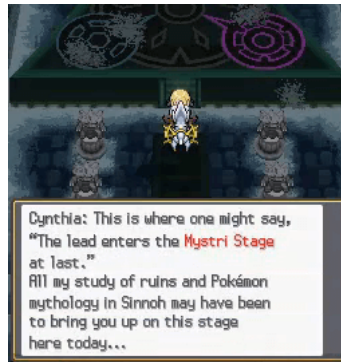 Cynthia: This is where one might say,
“The lead enters the Mystri Stage
at last.”
All my study of ruins and Pokémon
mythology in Sinnoh may have been
to bring you up on this stage
here today...